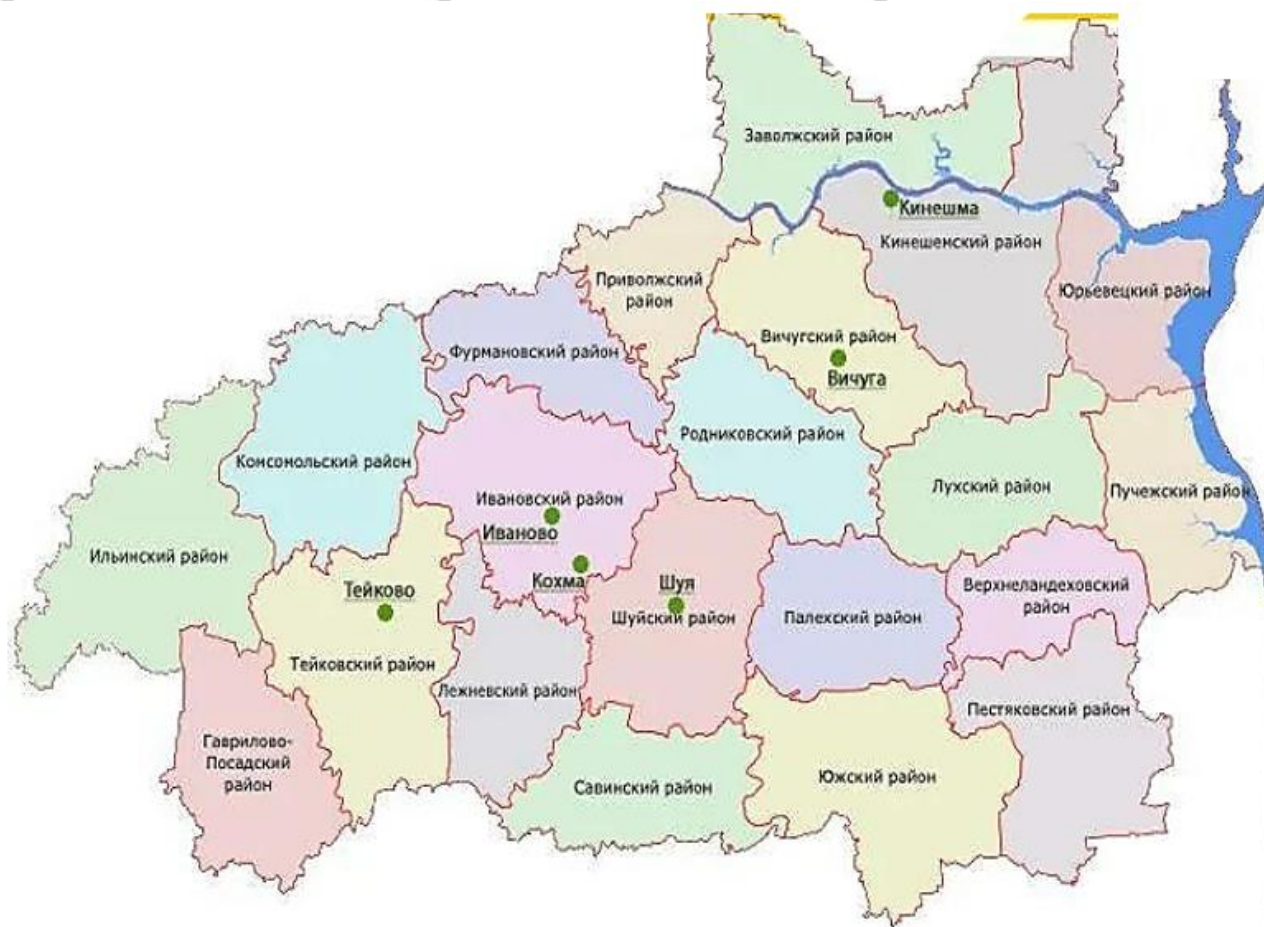 Заволжский район
Кинешма
Кинешемский район
Приволжский
район
Юрьевецкий район
Вичугский район
Вичуга
Фурмановский район
Родниковский район
Комсомольский район
Лухский район
Пучежский район
Ивановский район
Иваново
Ильинский район
Кохма
Шуя
Шуйский район
Тейково
Тейковский район
Верхнеландеховский
район
Палехский район
Лежневский район
Пестяковский район
Гаврилово-
Посадский
район
Савинский район
Южский район